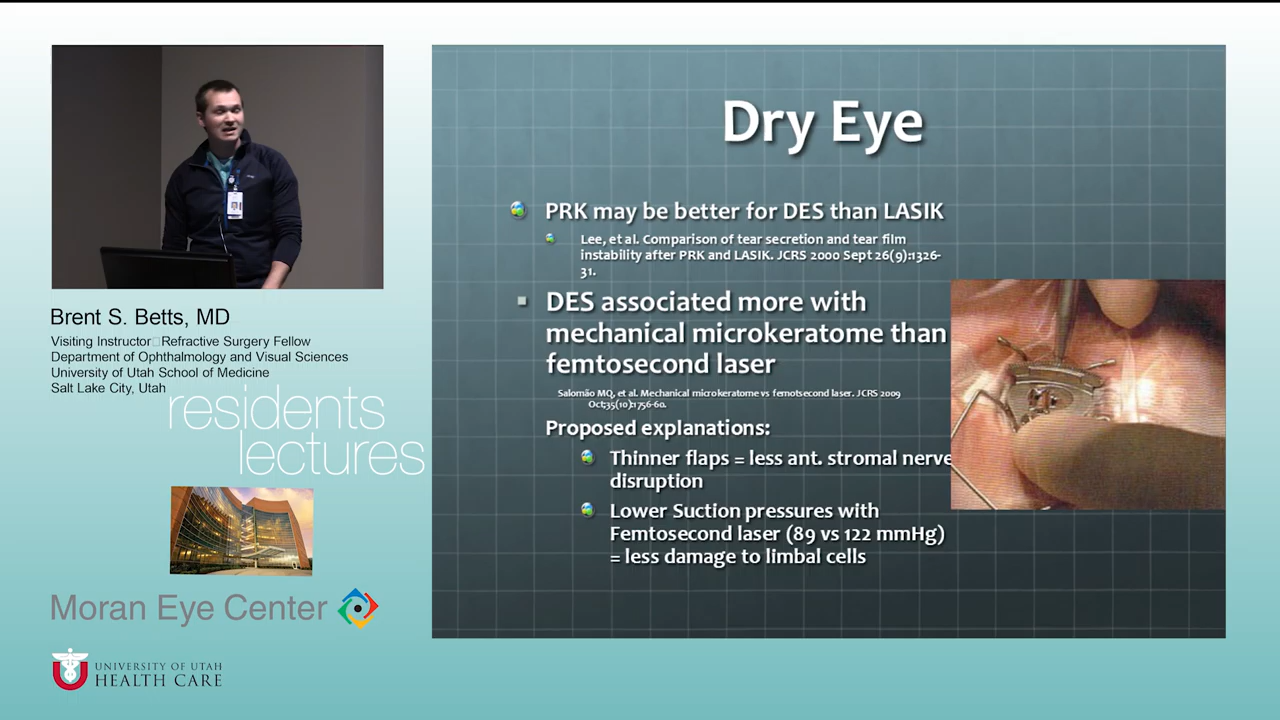 Dry Eye
PRK may be better for DES than LASIK
Lee, et al. Comparison of tear secretion and tear film
instability after PRK and LASIK. JCRS 2000 Sept 26(9):1326-
31.
DES associated more with
mechanical microkeratome than
femtosecond laser
Salomão MQ, et al. Mechanical microkeratome vs femotsecond laser. JCRS 2009
Oct;35(10):1756-60.
Proposed explanations:
Thinner flaps = less ant. stromal nerve
disruption
Lower Suction pressures with
Femtosecond laser (89 vs 122 mmHg)
= less damage to limbal cells
Brent S. Betts, MD
Visiting Instructor Refractive Surgery Fellow
Department of Ophthalmology and Visual Sciences
University of Utah School of Medicine
Salt Lake City, Utah
residents
lectures
Moran Eye Center
UNIVERSITY OF UTAH
HEALTH CARE